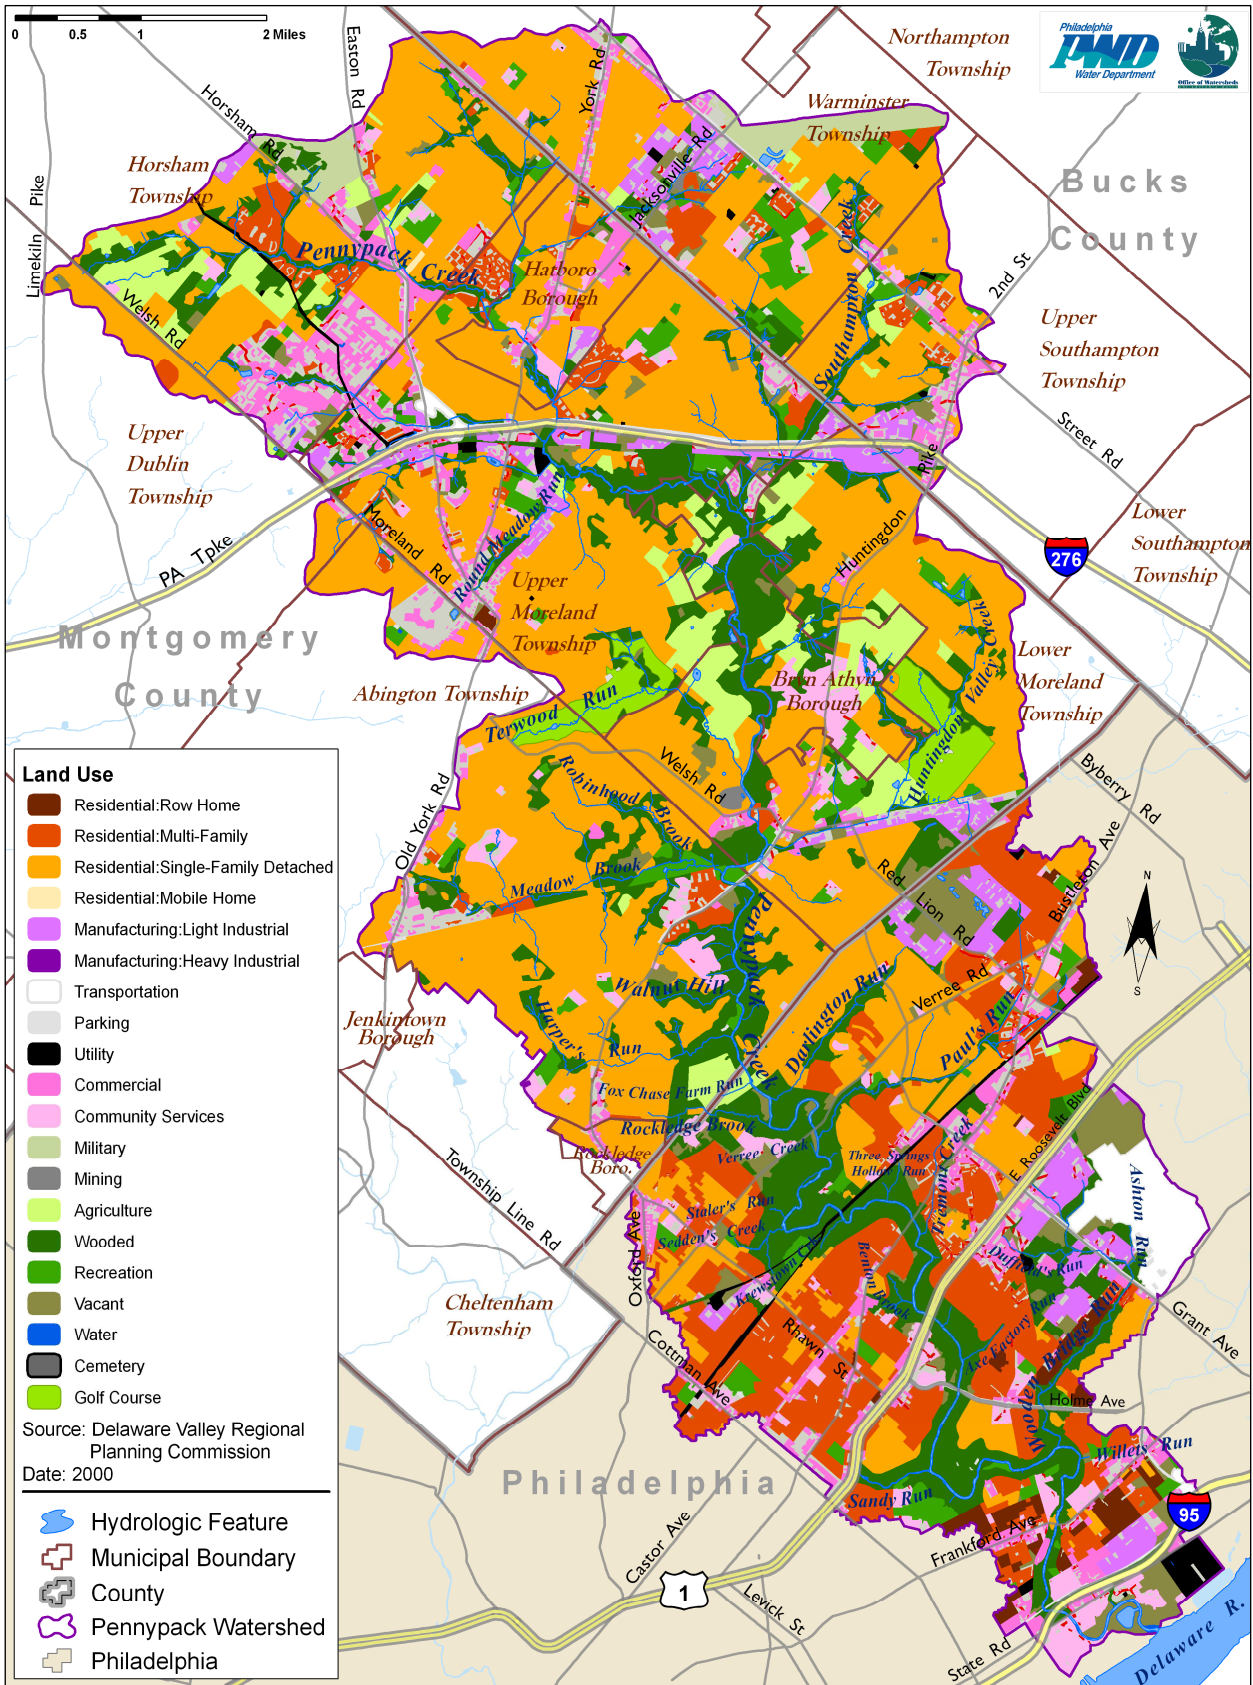 0 0.5 1 2 Miles
Philadelphia
PWD
Water Department
Office of Watersheds
Northampton
Township
Warminster
Township
Easton Rd
York Rd
Horsham Rd
Jacksonville Rd
Horsham
Township
Limekiln Pike
Bucks
County
Pennypack Creek
Hatboro
Borough
Southampton Creek
2nd St
Welsh Rd
Upper
Southampton
Township
Upper
Dublin
Township
Street Rd
Huntingdon Pike
Lower
Southampton
Township
276
PA Tpke
Moreland Rd
Round Meadow Run
Upper
Moreland
Township
Montgomery
County
Abington Township
Terwood Run
Bryn Athyn
Borough
Huntingdon Valley Creek
Lower
Moreland
Township
Welsh Rd
Robinhood Brook
Byberry Rd
Old York Rd
Meadow Brook
Red Lion Rd
Bustleton Ave
N
S
Pennypack Creek
Walnut Hill
Verree Rd
Jenkintown
Borough
Harper's Run
Darlington Run
Paul's Run
Fox Chase Farm Run
Rockledge Brook
Rockledge
Boro.
Verree Creek
Three Springs
Hollow Run
Tremont Creek
E Roosevelt Blvd
Ashton Run
Township Line Rd
Staler's Run
Sedden's Creek
Oxford Ave
Krewstown Crk
Benton Brook
Duffield's Run
Axe Factory Run
Wooden Bridge Run
Grant Ave
Cheltenham
Township
Cottman Ave
Rhawn St
Holme Ave
Willets Run
Philadelphia
Sandy Run
95
Frankford Ave
Castor Ave
1
Levick St
State Rd
Delaware R.
Land Use
Residential:Row Home
Residential:Multi-Family
Residential:Single-Family Detached
Residential:Mobile Home
Manufacturing:Light Industrial
Manufacturing:Heavy Industrial
Transportation
Parking
Utility
Commercial
Community Services
Military
Mining
Agriculture
Wooded
Recreation
Vacant
Water
Cemetery
Golf Course
Source: Delaware Valley Regional
Planning Commission
Date: 2000
Hydrologic Feature
Municipal Boundary
County
Pennypack Watershed
Philadelphia